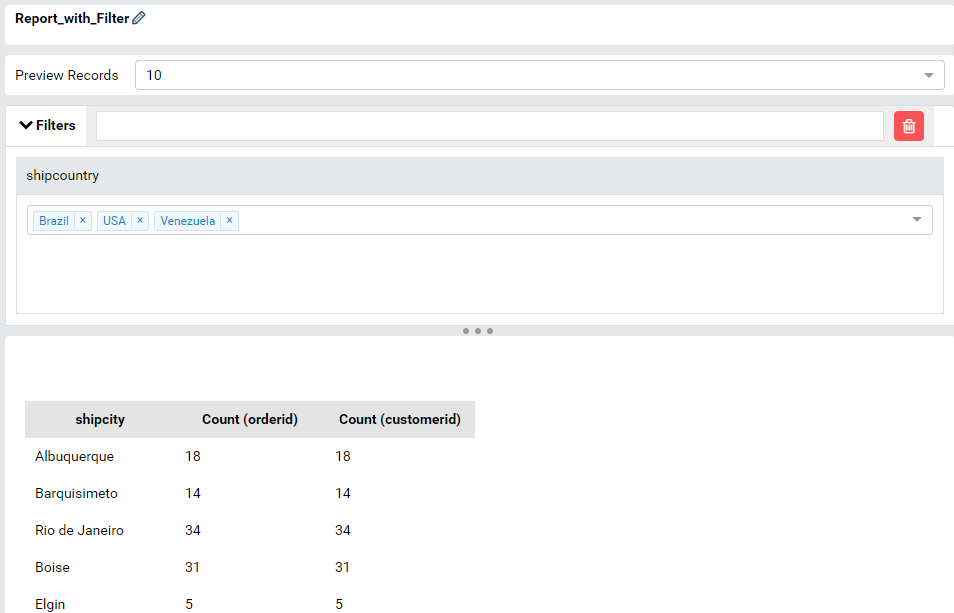 Report_with_Filter
Preview Records 10
Filters
shipcountry
Brazil × USA × Venezuela ×
shipcity Count (orderid) Count (customerid)
Albuquerque 18 18
Barquisimeto 14 14
Rio de Janeiro 34 34
Boise 31 31
Elgin 5 5